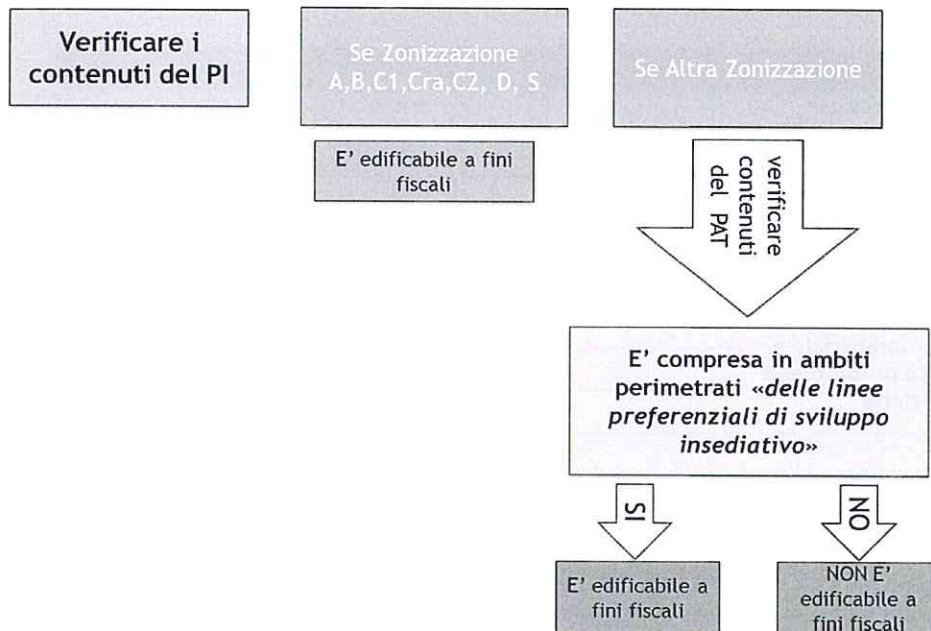 Verificare i
contenuti del PI
Se Zonizzazione
A,B,C1,Cra,C2, D, S
Se Altra Zonizzazione
E' edificabile a fini
fiscali
verificare
contenuti
del PAT
E' compresa in ambiti
perimetrati «delle linee
preferenziali di sviluppo
insediativo»
SI
NO
E' edificabile a
fini fiscali
NON E'
edificabile a
fini fiscali